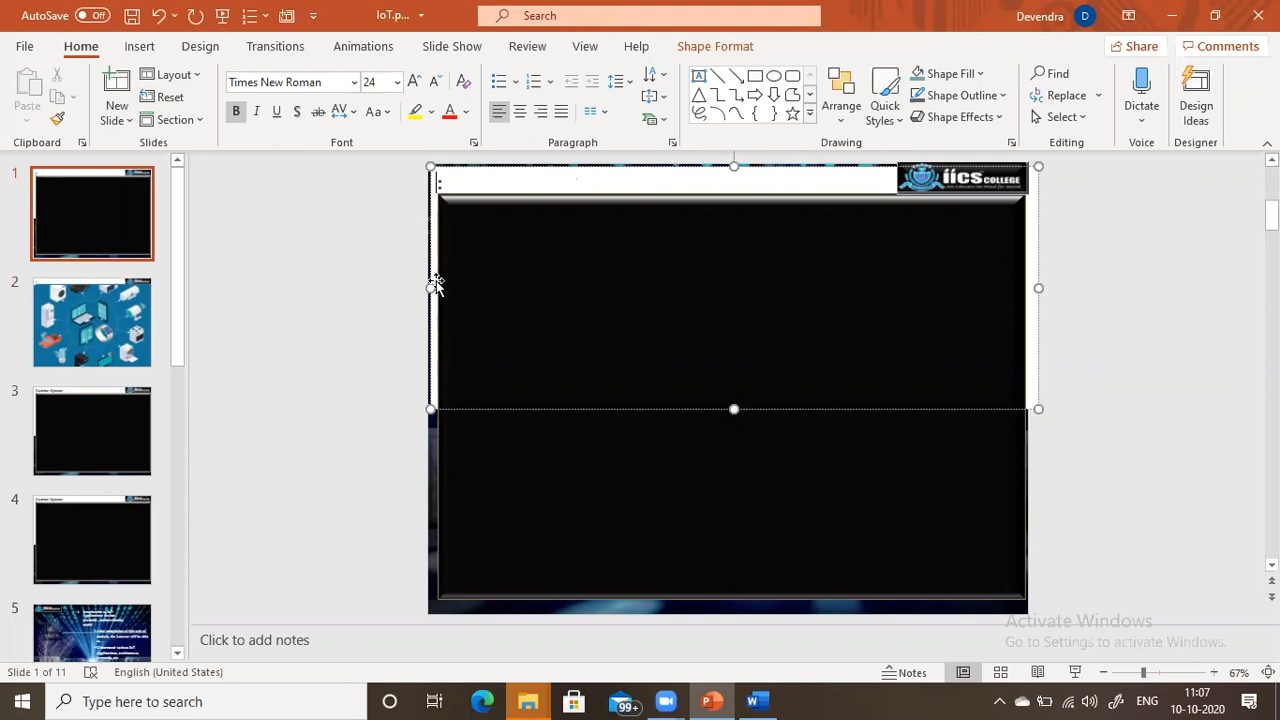 AutoSave Off IoT.p... Search Devendra D
File Home Insert Design Transitions Animations Slide Show Review View Help Shape Format Share Comments
Paste New Slide Layout Reset Section Times New Roman 24 Arrange Quick Styles Shape Fill Shape Outline Shape Effects Find Replace Select Dictate Design Ideas
B I U S ab AV Aa A
Clipboard Slides Font Paragraph Drawing Editing Voice Designer
1
:
iics COLLEGE
2
3
4
5
Click to add notes
Activate Windows
Go to Settings to activate Windows.
Slide 1 of 11 English (United States) Notes 67%
Type here to search 99+ ENG 11:07
10-10-2020